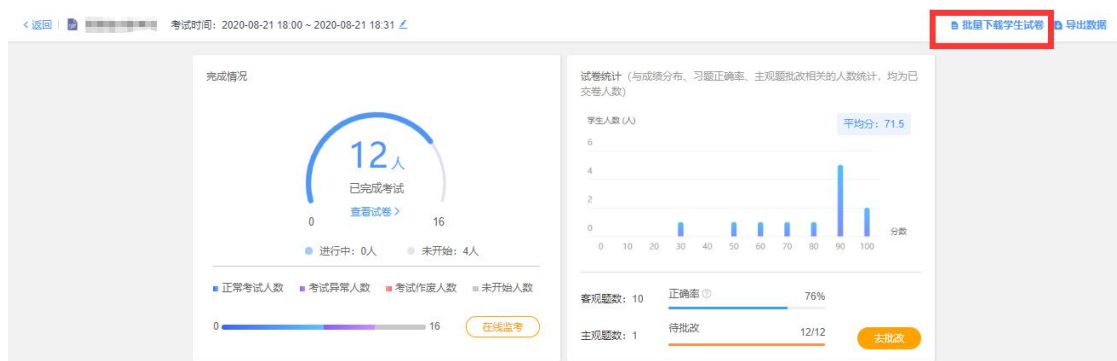 < 返回
考试时间：2020-08-21 18:00 ~ 2020-08-21 18:31
批量下载学生试卷
导出数据
完成情况
12人
已完成考试
查看试卷 >
0
16
进行中：0人
未开始：4人
正常考试人数
考试异常人数
考试作废人数
未开始人数
0
16
在线监考
试卷统计（与成绩分布、习题正确率、主观题批改相关的人数统计，均为已
交卷人数）
学生人数(人)
平均分：71.5
6
4
2
0
分数
0 10 20 30 40 50 60 70 80 90 100
客观题数：10
正确率
76%
主观题数：1
待批改
12/12
去批改